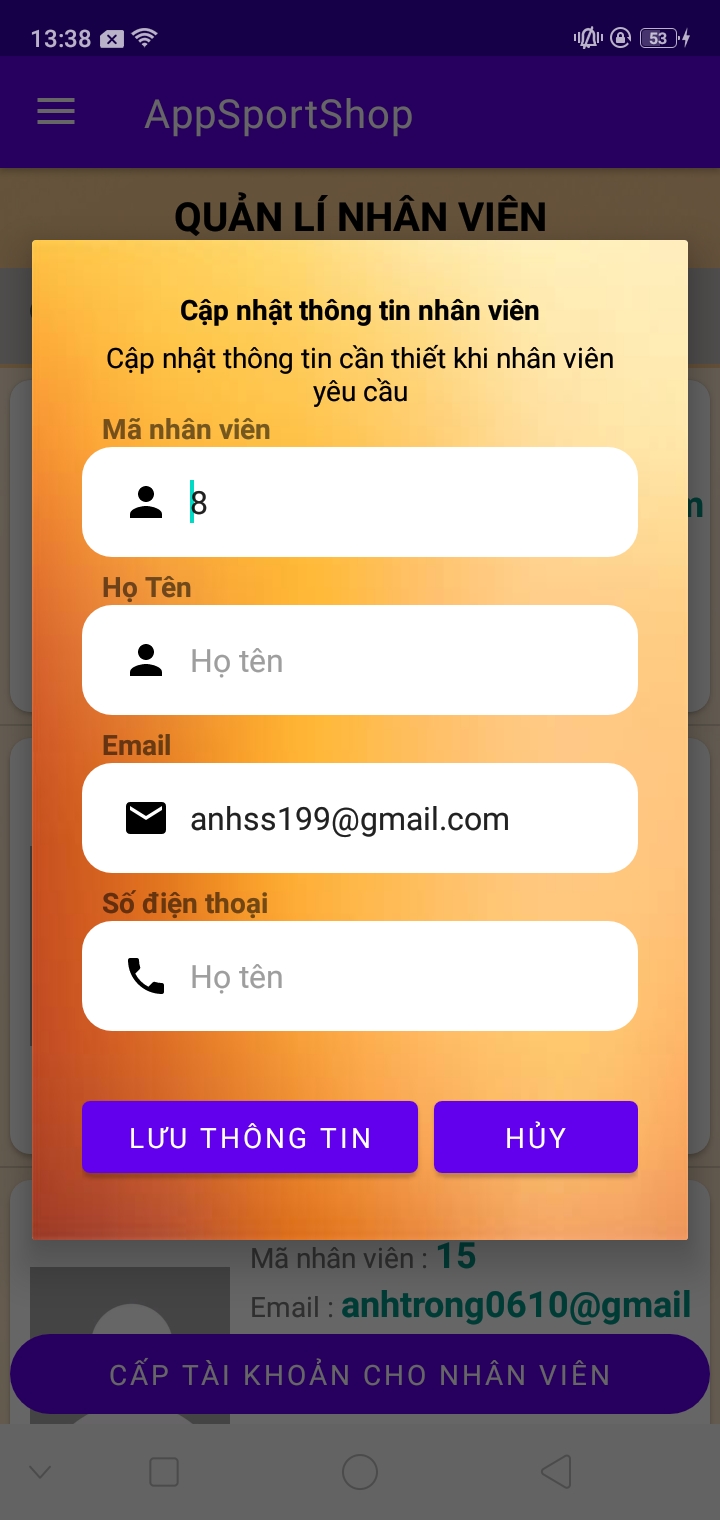 13:38
53
AppSportShop
QUẢN LÍ NHÂN VIÊN
Cập nhật thông tin nhân viên
Cập nhật thông tin cần thiết khi nhân viên
yêu cầu
Mã nhân viên
m
8
Họ Tên
Họ tên
Email
anhss199@gmail.com
Số điện thoại
Họ tên
LƯU THÔNG TIN
HỦY
Mã nhân viên : 15
Email : anhtrong0610@gmail
CẤP TÀI KHOẢN CHO NHÂN VIÊN